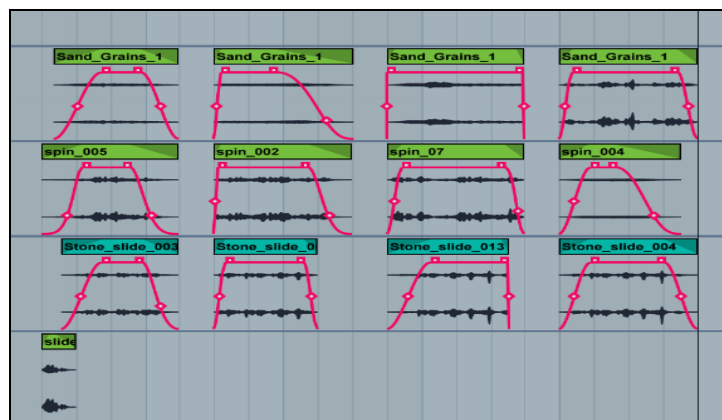 Sand_Grains_1 Sand_Grains_1 Sand_Grains_1 Sand_Grains_1
spin_005 spin_002 spin_07 spin_004
Stone_slide_003 Stone_slide_0 Stone_slide_013 Stone_slide_004
slide